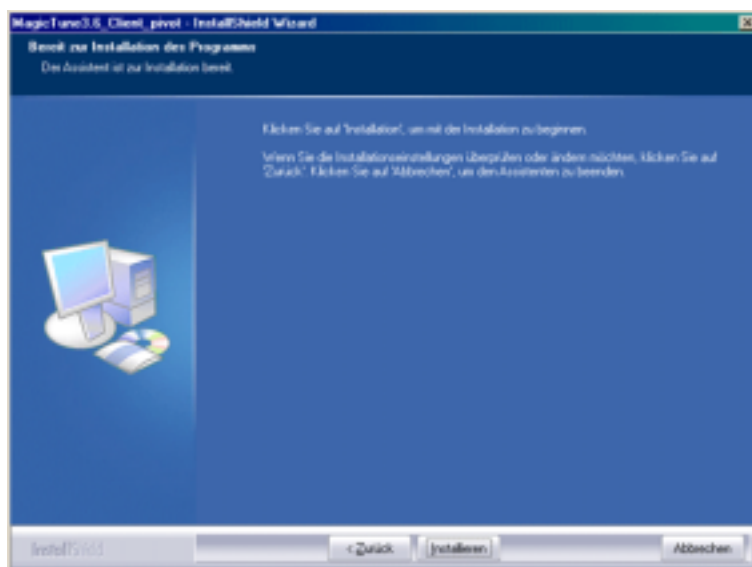 MagicTune3.6_Client_pivot - InstallShield Wizard
Bereit zur Installation des Programms
Der Assistent ist zur Installation bereit.
Klicken Sie auf 'Installation', um mit der Installation zu beginnen.
Wenn Sie die Installationseinstellungen überprüfen oder ändern möchten, klicken Sie auf
'Zurück'. Klicken Sie auf 'Abbrechen', um den Assistenten zu beenden.
InstallShield
< Zurück
Installieren
Abbrechen